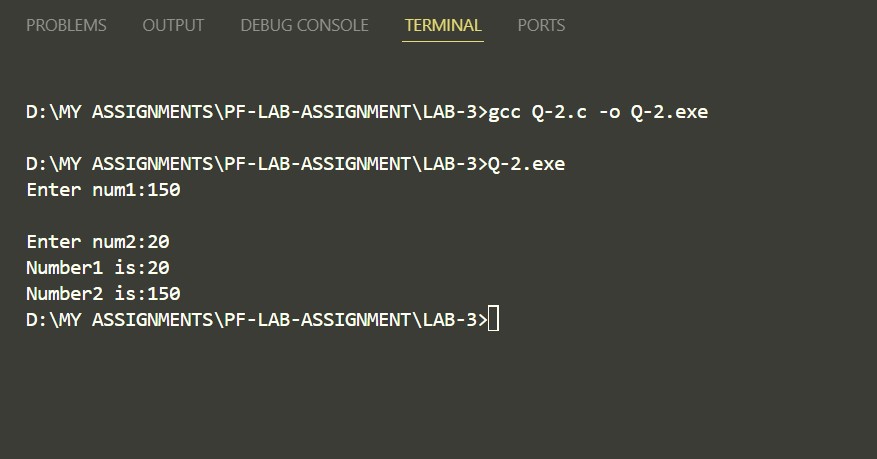 PROBLEMS OUTPUT DEBUG CONSOLE TERMINAL PORTS
D:\MY ASSIGNMENTS\PF-LAB-ASSIGNMENT\LAB-3>gcc Q-2.c -o Q-2.exe
D:\MY ASSIGNMENTS\PF-LAB-ASSIGNMENT\LAB-3>Q-2.exe
Enter num1:150
Enter num2:20
Number1 is:20
Number2 is:150
D:\MY ASSIGNMENTS\PF-LAB-ASSIGNMENT\LAB-3>